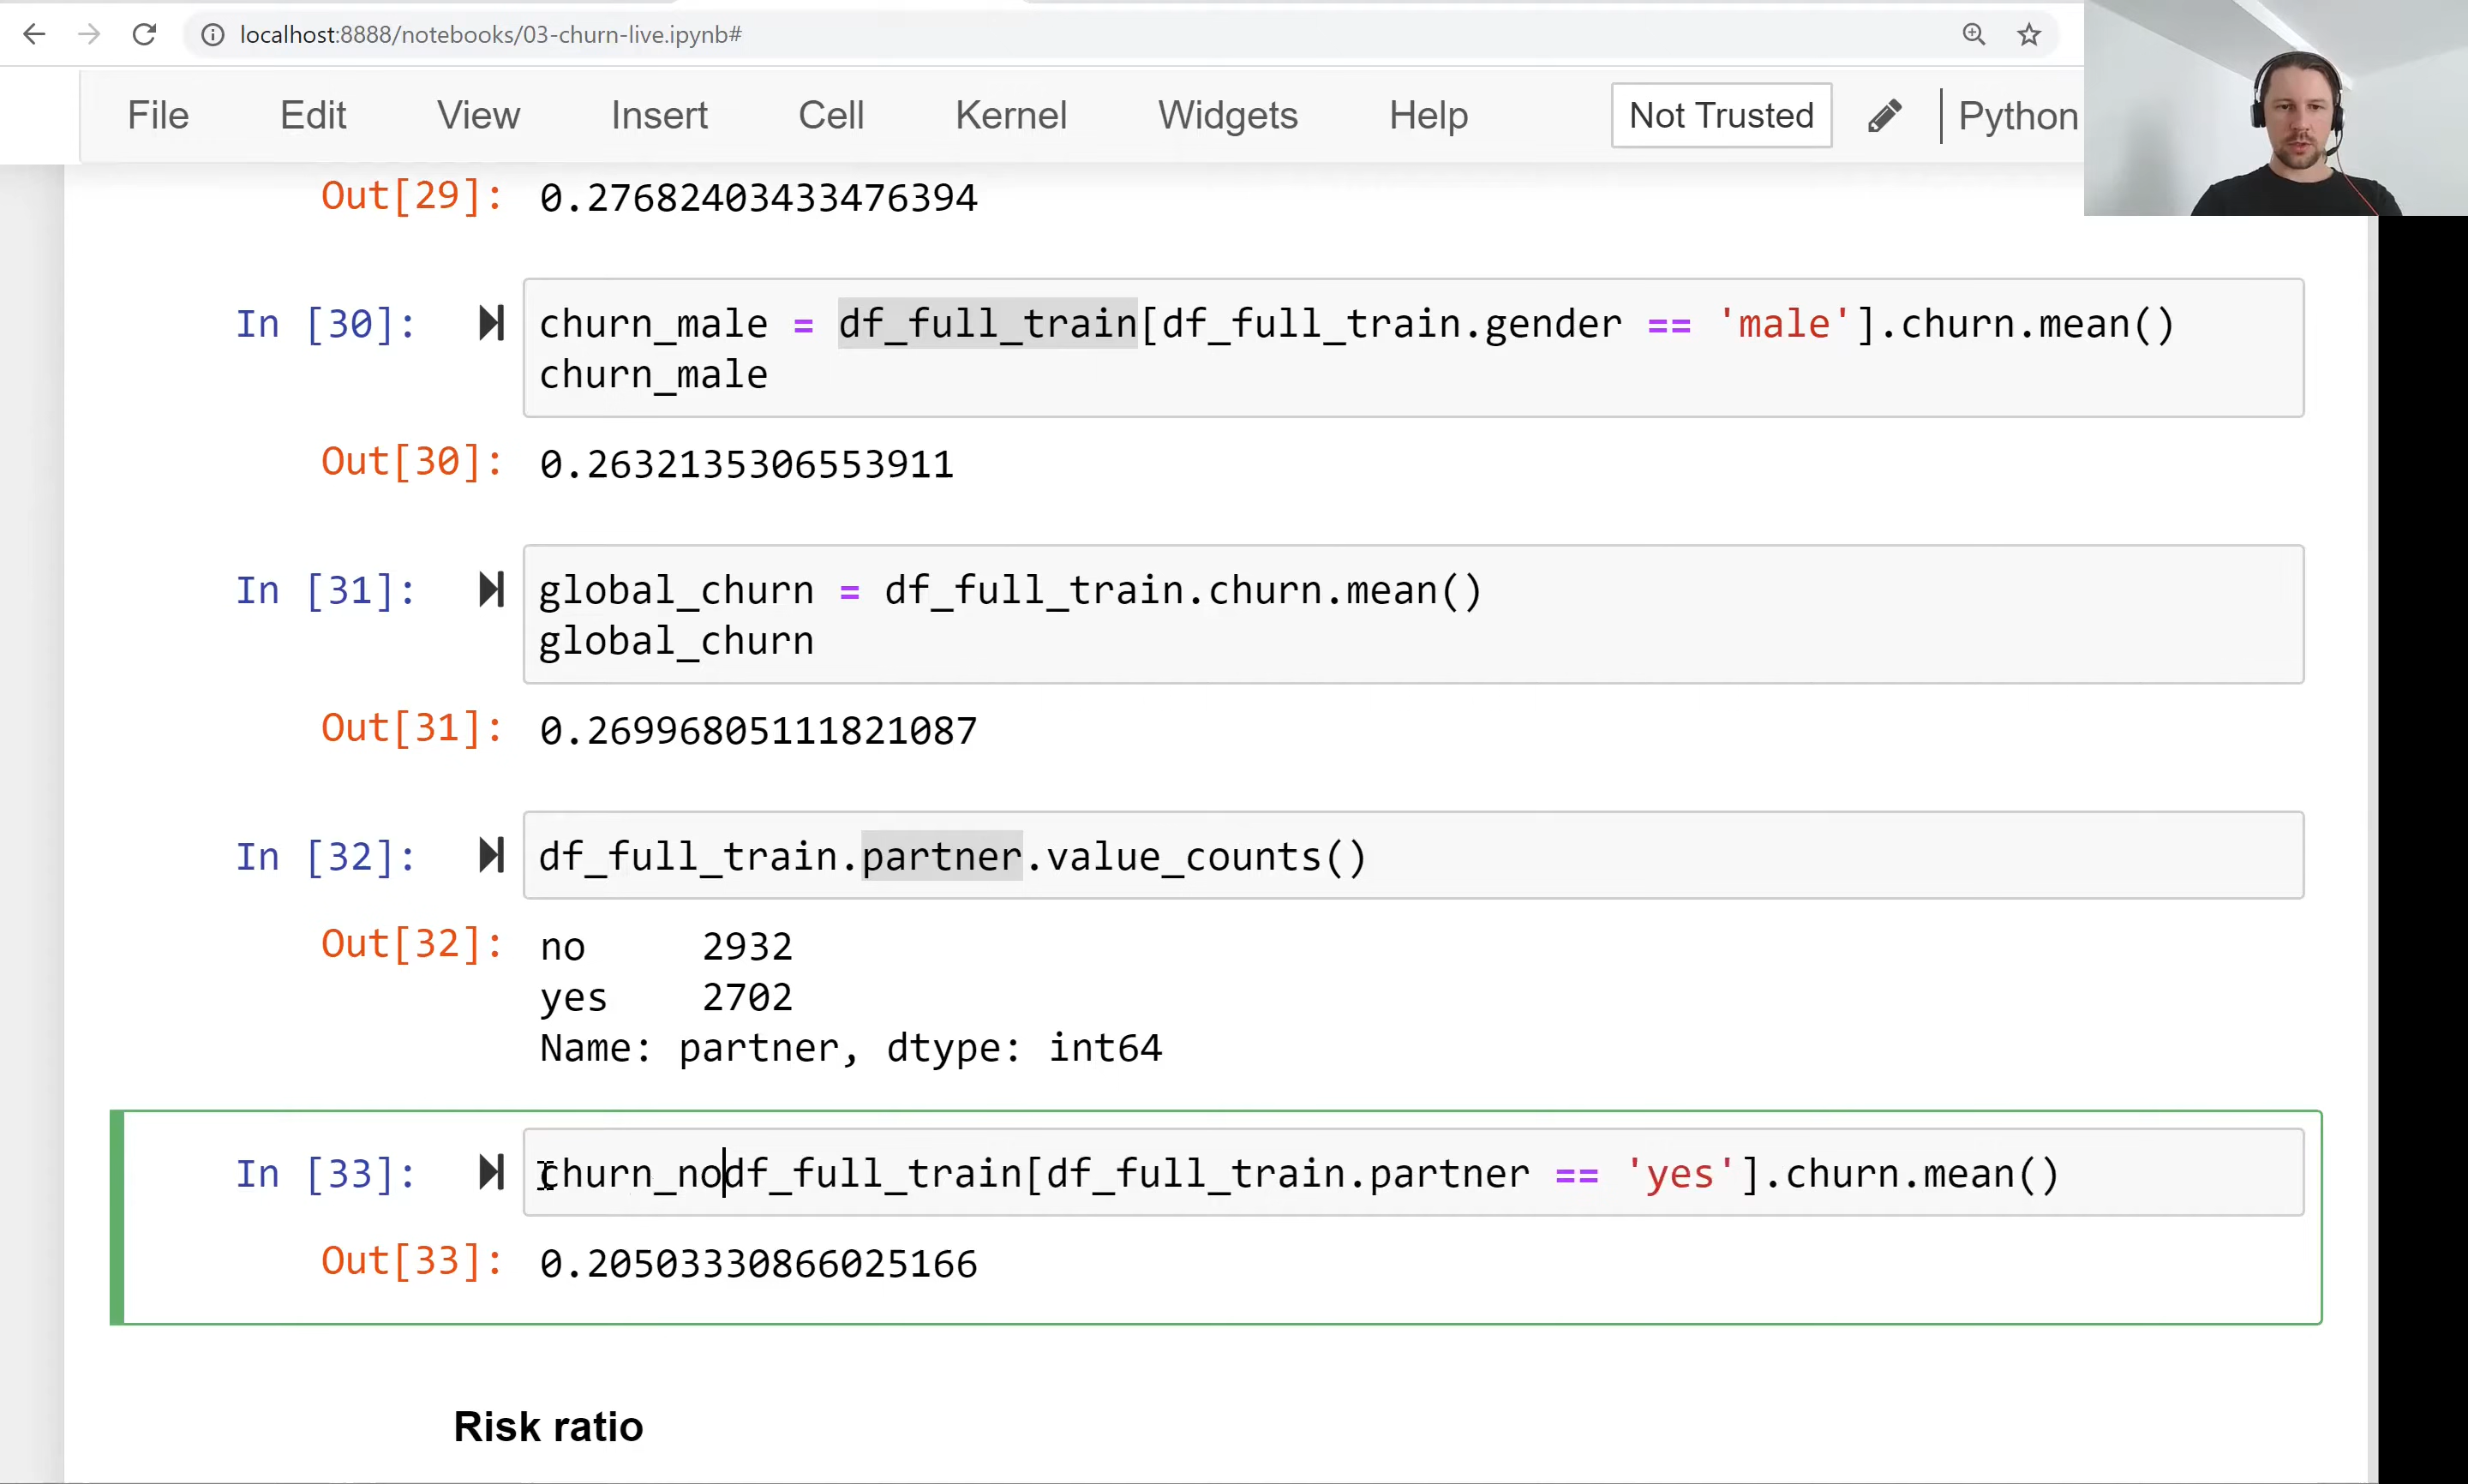 localhost:8888/notebooks/03-churn-live.ipynb#
File Edit View Insert Cell Kernel Widgets Help Not Trusted Python
Out[29]: 0.27682403433476394
In [30]: churn_male = df_full_train[df_full_train.gender == 'male'].churn.mean()
churn_male
Out[30]: 0.2632135306553911
In [31]: global_churn = df_full_train.churn.mean()
global_churn
Out[31]: 0.26996805111821087
In [32]: df_full_train.partner.value_counts()
Out[32]: no 2932
yes 2702
Name: partner, dtype: int64
In [33]: churn_nodf_full_train[df_full_train.partner == 'yes'].churn.mean()
Out[33]: 0.20503330866025166
Risk ratio